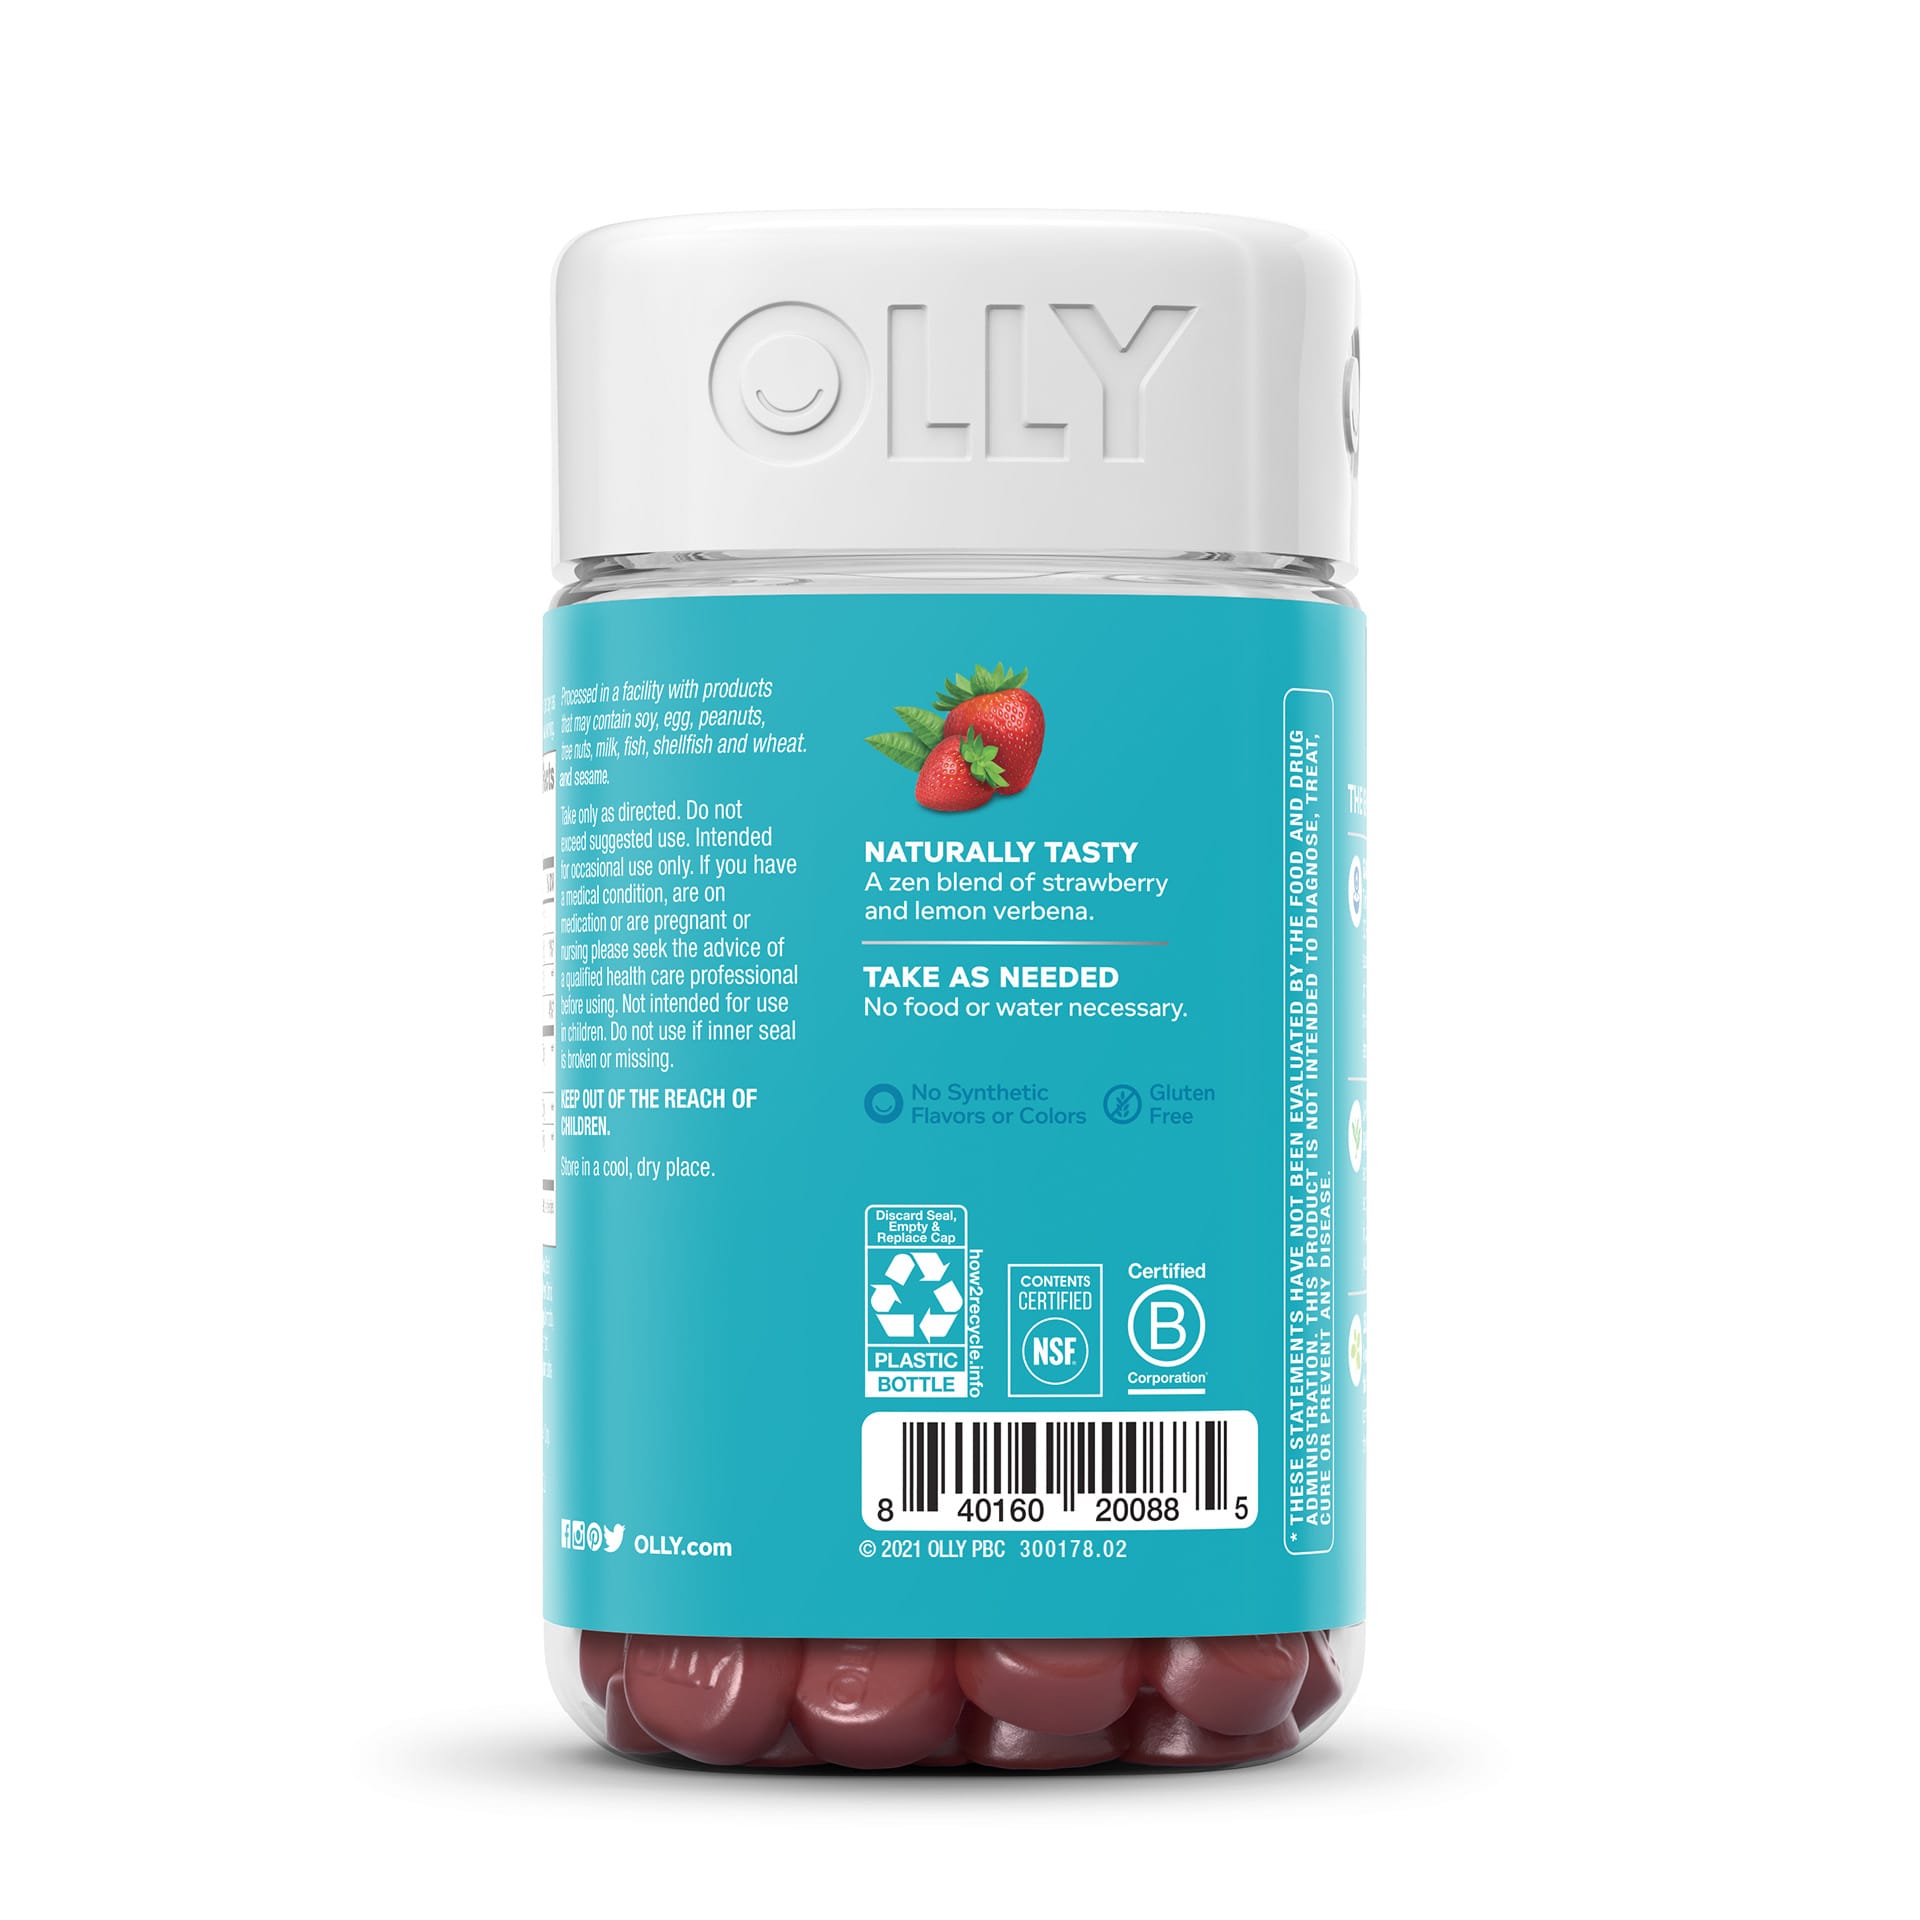 OLLY
Processed in a facility with products
that may contain soy, egg, peanuts,
tree nuts, milk, fish, shellfish and wheat.
and sesame.
Take only as directed. Do not
exceed suggested use. Intended
for occasional use only. If you have
a medical condition, are on
medication or are pregnant or
nursing please seek the advice of
a qualified health care professional
before using. Not intended for use
in children. Do not use if inner seal
is broken or missing.
KEEP OUT OF THE REACH OF
CHILDREN.
Store in a cool, dry place.
OLLY.com
NATURALLY TASTY
A zen blend of strawberry
and lemon verbena.
TAKE AS NEEDED
No food or water necessary.
No Synthetic
Flavors or Colors
Gluten
Free
Discard Seal,
Empty &
Replace Cap
PLASTIC
BOTTLE
how2recycle.info
CONTENTS
CERTIFIED
NSF
Certified
B
Corporation
8 40160 20088 5
© 2021 OLLY PBC 300178.02
* THESE STATEMENTS HAVE NOT BEEN EVALUATED BY THE FOOD AND DRUG
ADMINISTRATION. THIS PRODUCT IS NOT INTENDED TO DIAGNOSE, TREAT,
CURE OR PREVENT ANY DISEASE.
THE
OLLY